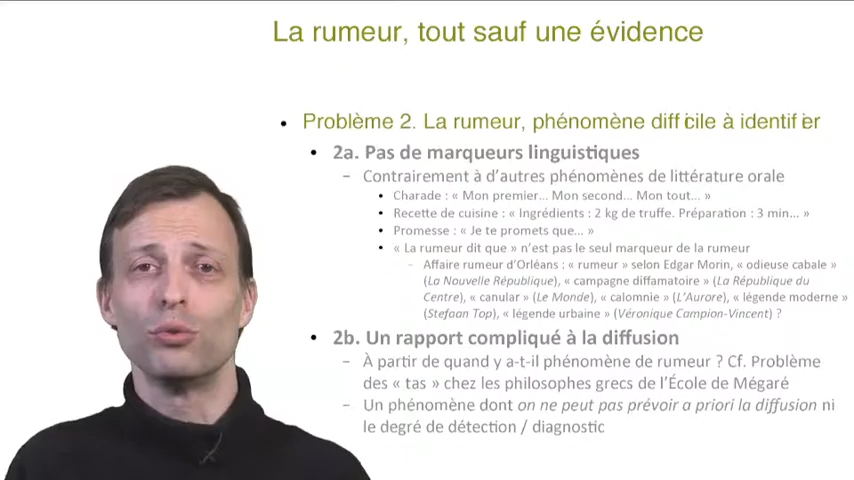 La rumeur, tout sauf une évidence
• Problème 2. La rumeur, phénomène difficile à identifier
• 2a. Pas de marqueurs linguistiques
– Contrairement à d'autres phénomènes de littérature orale
• Charade : « Mon premier... Mon second... Mon tout... »
• Recette de cuisine : « Ingrédients : 2 kg de truffe. Préparation : 3 min... »
• Promesse : « Je te promets que... »
• « La rumeur dit que » n'est pas le seul marqueur de la rumeur
– Affaire rumeur d'Orléans : « rumeur » selon Edgar Morin, « odieuse cabale »
(La Nouvelle République), « campagne diffamatoire » (La République du
Centre), « canular » (Le Monde), « calomnie » (L'Aurore), « légende moderne »
(Stefaan Top), « légende urbaine » (Véronique Campion-Vincent) ?
• 2b. Un rapport compliqué à la diffusion
– À partir de quand y a-t-il phénomène de rumeur ? Cf. Problème
des « tas » chez les philosophes grecs de l'École de Mégaré
– Un phénomène dont on ne peut pas prévoir a priori la diffusion ni
le degré de détection / diagnostic